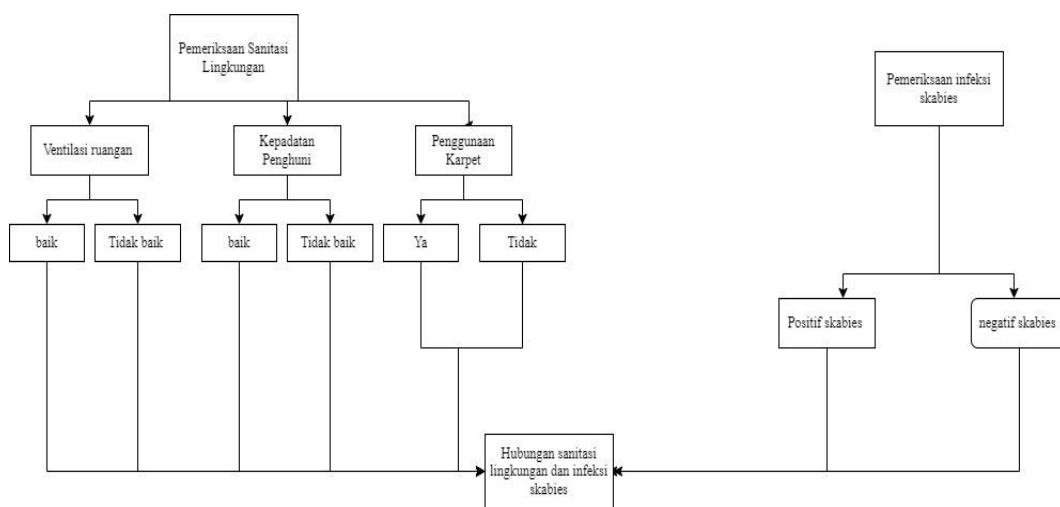 Pemeriksaan Sanitasi
Lingkungan
Pemeriksaan infeksi
skabies
Ventilasi ruangan
Kepadatan
Penghuni
Penggunaan
Karpet
baik
Tidak baik
baik
Tidak baik
Ya
Tidak
Positif skabies
negatif skabies
Hubungan sanitasi
lingkungan dan infeksi
skabies